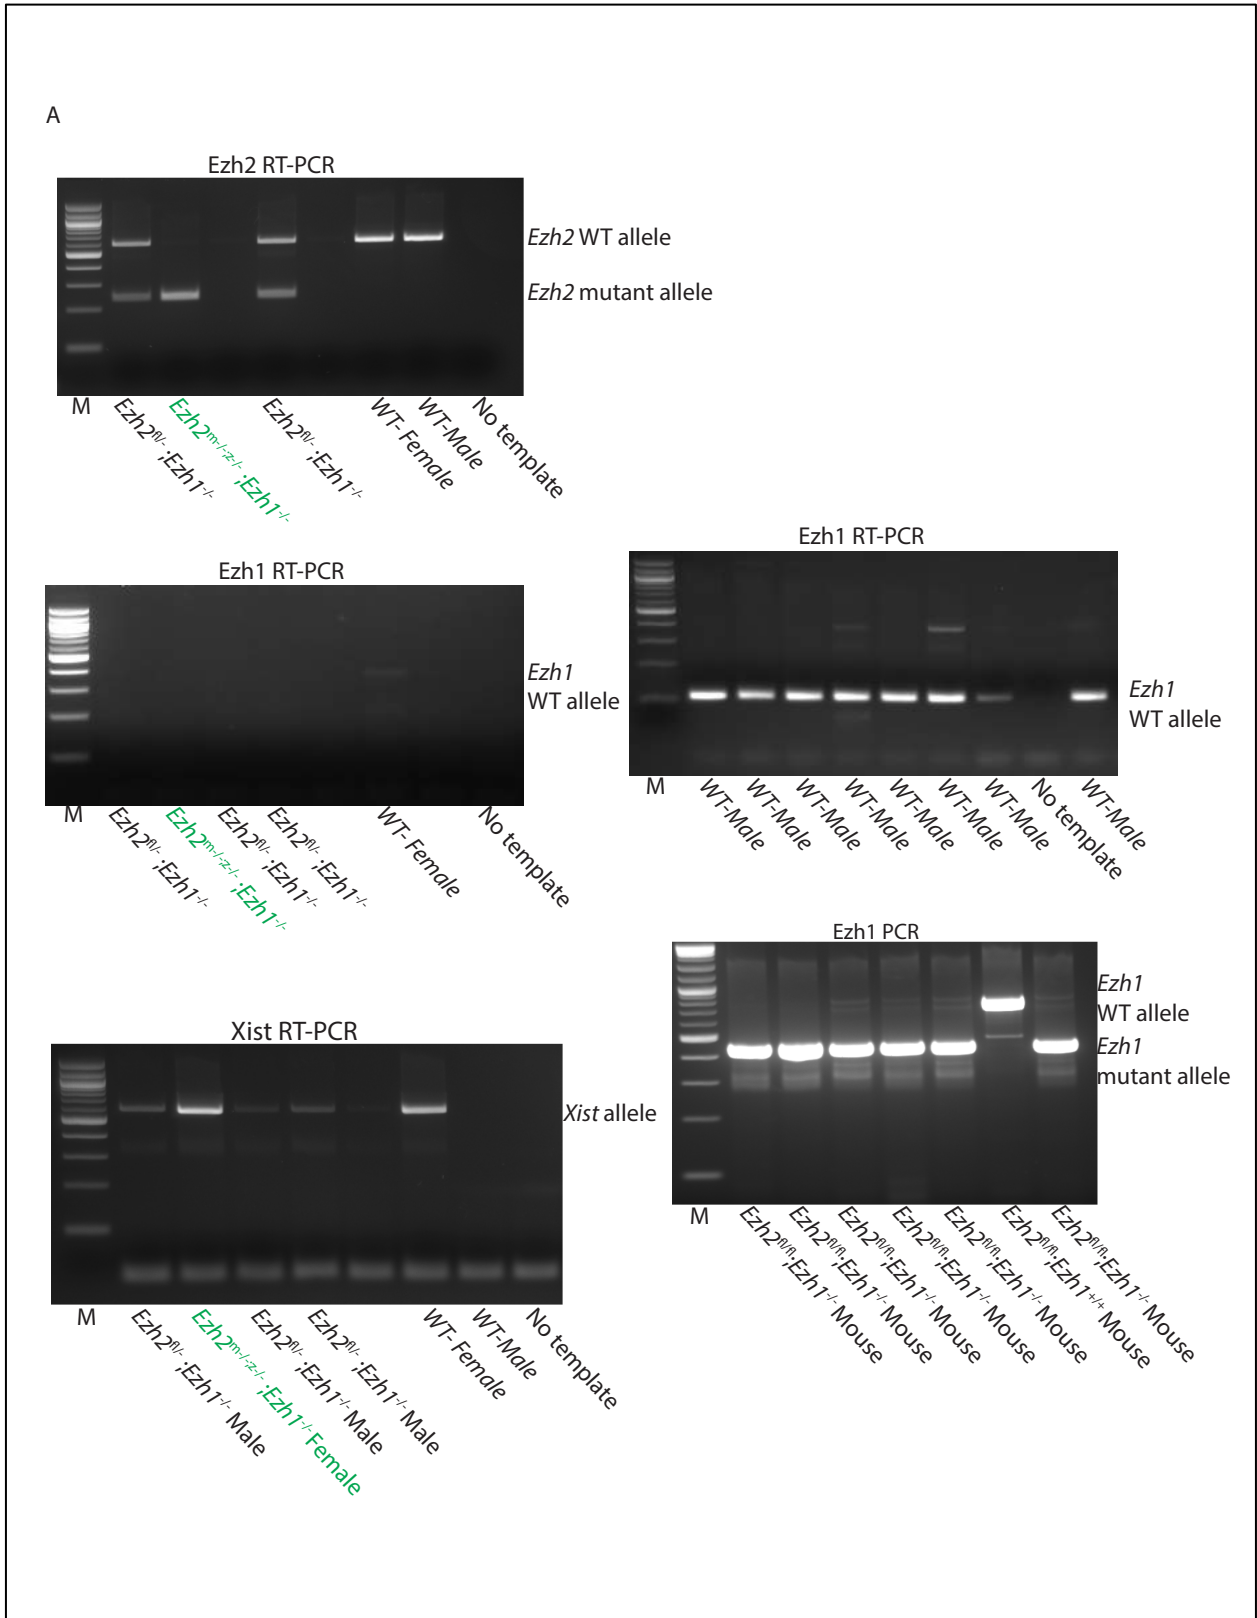 A
Ezh2 RT-PCR
Ezh2 WT allele
Ezh2 mutant allele
M
Ezh2fl/-;Ezh1-/-
Ezh2m-/-;z-/-;Ezh1-/-
Ezh2fl/-;Ezh1-/-
WT- Female
WT-Male
No template
Ezh1 RT-PCR
Ezh1
WT allele
M
Ezh2fl/-;Ezh1-/-
Ezh2m-/-;z-/-;Ezh1-/-
Ezh2fl/-;Ezh1-/-
Ezh2fl/-;Ezh1-/-
WT- Female
No template
Ezh1 RT-PCR
Ezh1
WT allele
M
WT-Male
WT-Male
WT-Male
WT-Male
WT-Male
WT-Male
WT-Male
No template
WT-Male
Ezh1 PCR
Ezh1
WT allele
Ezh1
mutant allele
M
Ezh2fl/fl;Ezh1-/- Mouse
Ezh2fl/fl;Ezh1-/- Mouse
Ezh2fl/fl;Ezh1-/- Mouse
Ezh2fl/fl;Ezh1-/- Mouse
Ezh2fl/fl;Ezh1-/- Mouse
Ezh2fl/fl;Ezh1+/+ Mouse
Ezh2fl/fl;Ezh1-/- Mouse
Xist RT-PCR
Xist allele
M
Ezh2fl/-;Ezh1-/- Male
Ezh2m-/-;z-/-;Ezh1-/- Female
Ezh2fl/-;Ezh1-/- Male
Ezh2fl/-;Ezh1-/- Male
WT- Female
WT-Male
No template